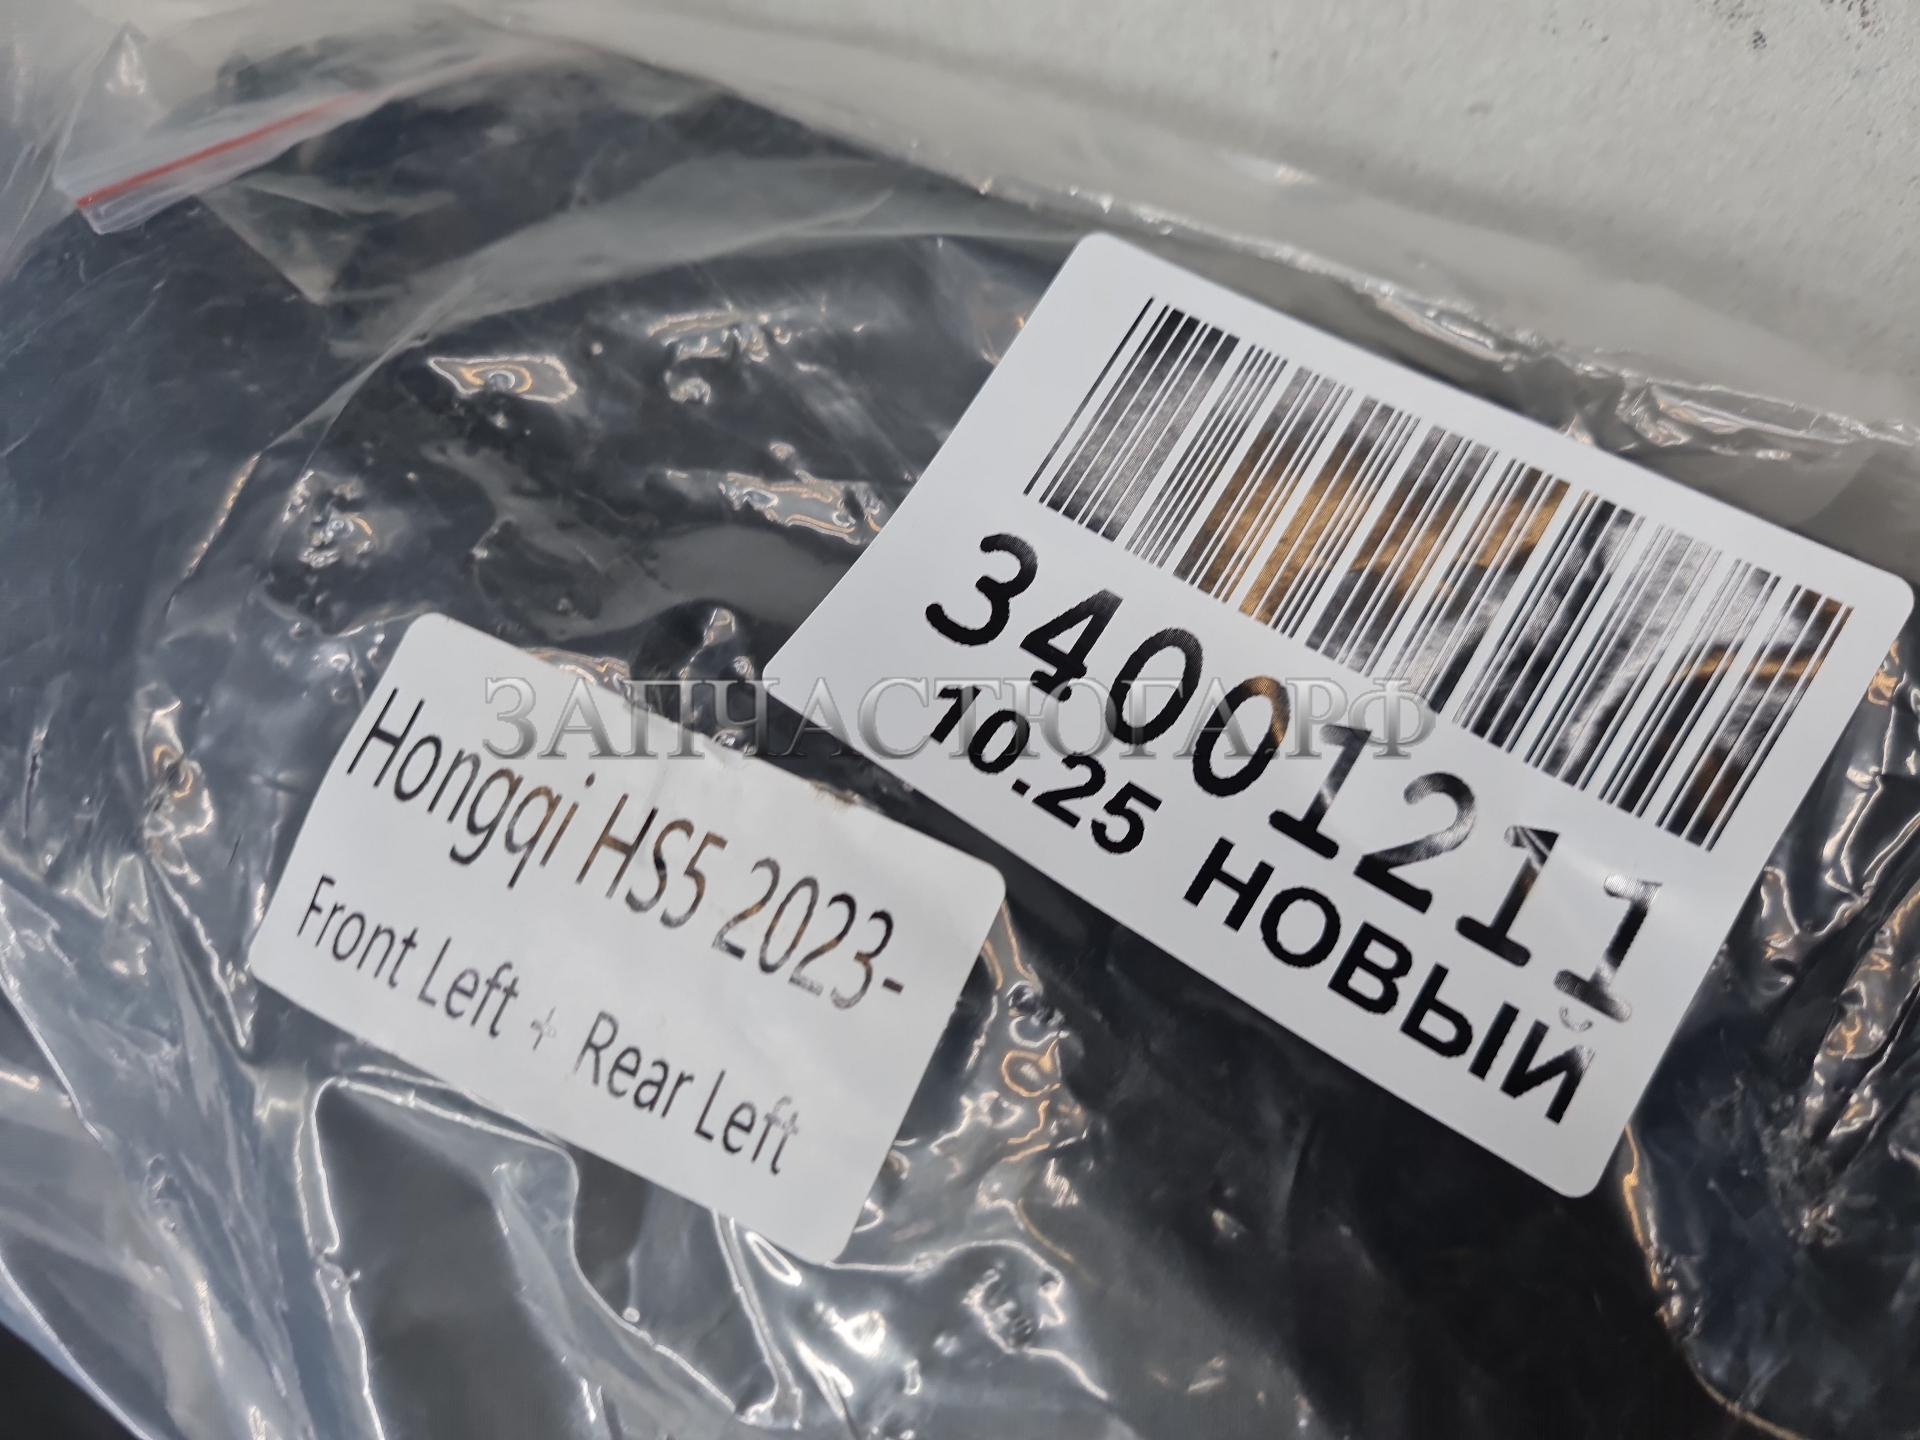 34001211
10.25 НОВЫЙ
ЗАПЧАСТЮГА.РФ
Hongqi HS5 2023-
Front Left + Rear Left